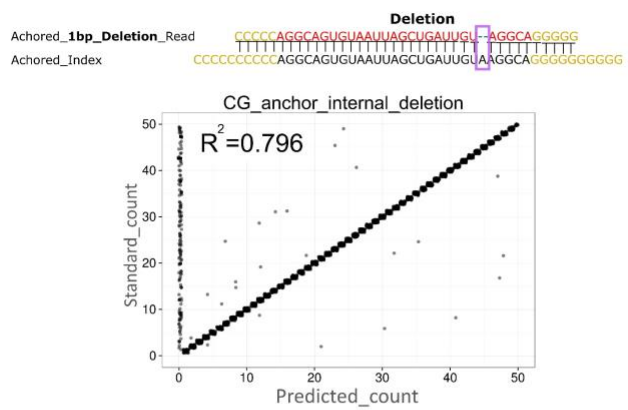 Deletion
Achored_1bp_Deletion_Read CCCCCAGGCAGUGUAAUUAGCUGAUUGU--AGGCAGGGGG
Achored_Index CCCCCCCCCCAGGCAGUGUAAUUAGCUGAUUGUAAGGCAGGGGGGGGGG
CG_anchor_internal_deletion
R²=0.796
Standard_count
50
40
30
20
10
0
0 10 20 30 40 50
Predicted_count